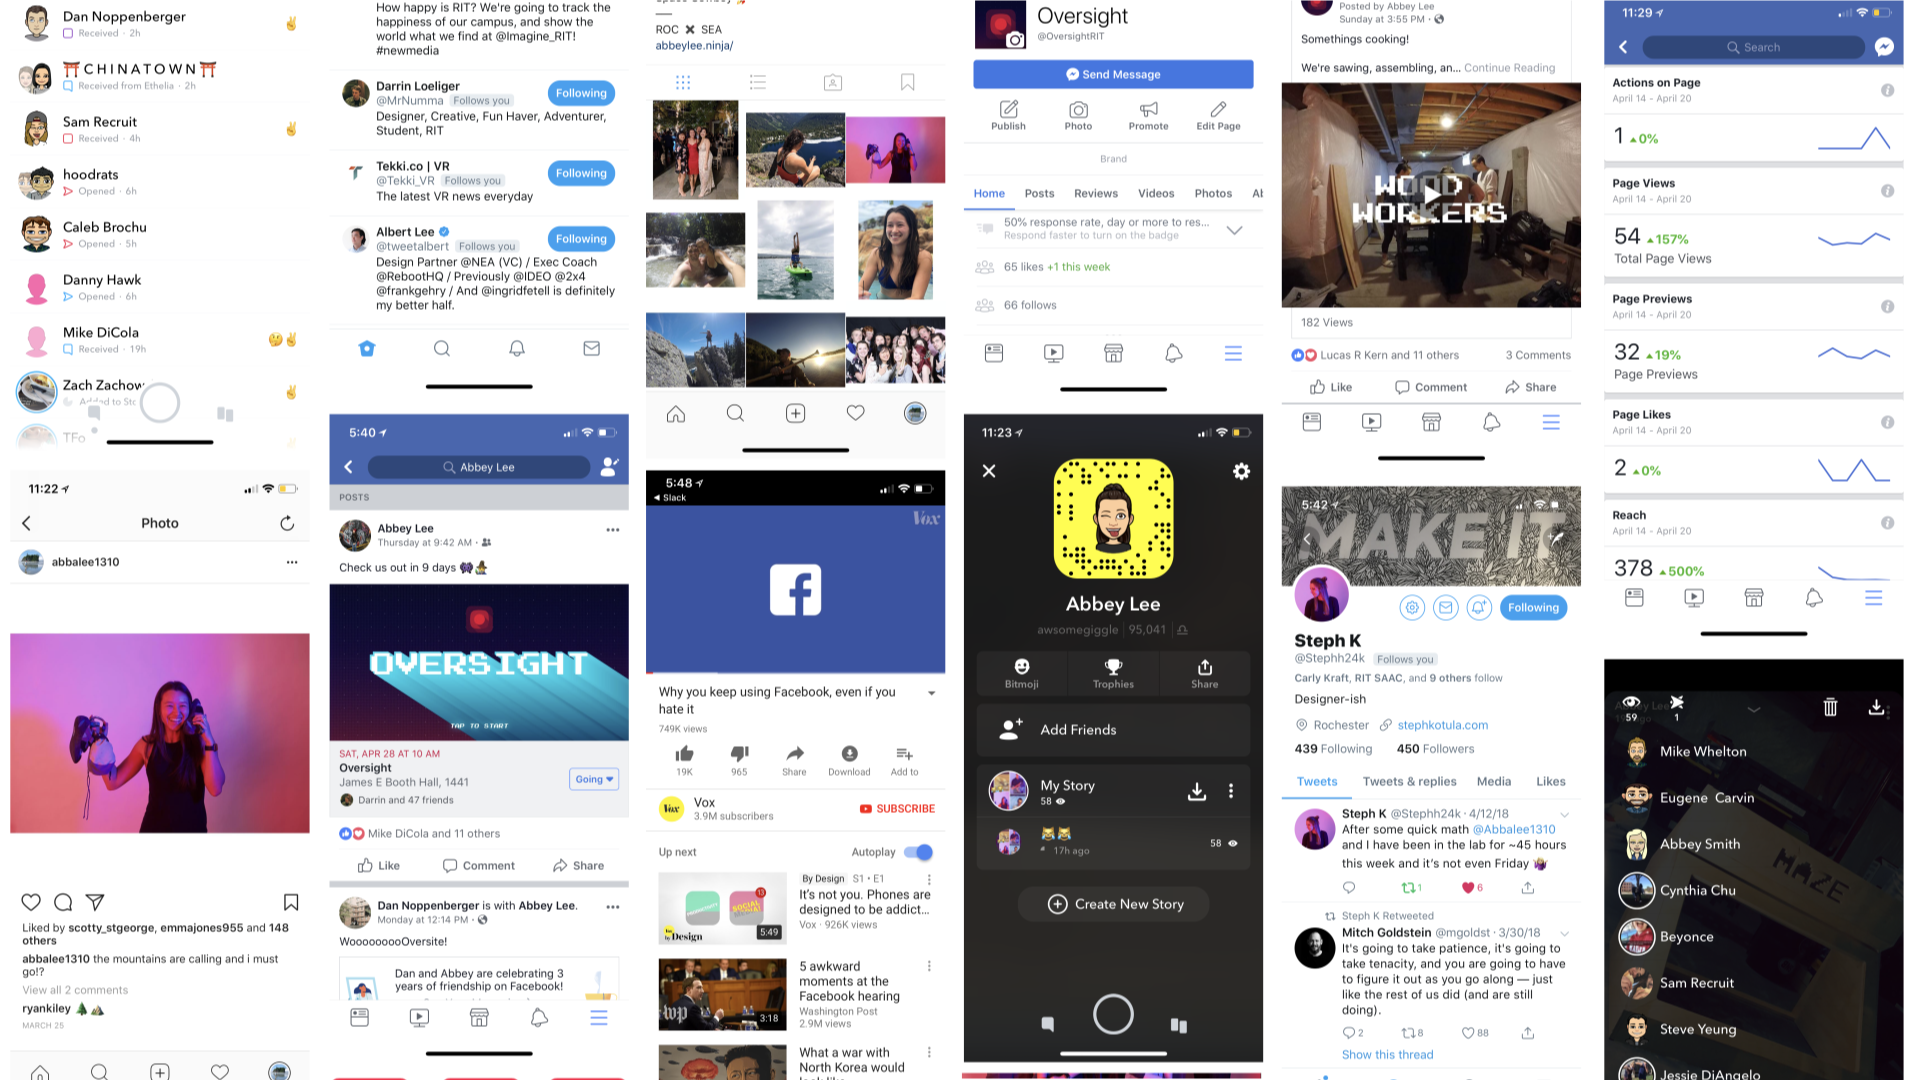 Dan Noppenberger
Received · 2h
CHINATOWN
Received from Ethelia · 2h
Sam Recruit
Received · 4h
hoodrats
Opened · 6h
Caleb Brochu
Opened · 5h
Danny Hawk
Opened · 6h
Mike DiCola
Received · 19h
Zach Zachow
Added to Stc
TFo
11:22
Photo
abbalee1310
Liked by scotty_stgeorge, emmajones955 and 148
others
abbalee1310 the mountains are calling and i must
go!?
View all 2 comments
ryankiley
MARCH 25
How happy is RIT? We're going to track the
happiness of our campus, and show the
world what we find at @Imagine_RIT!
#newmedia
Darrin Loeliger
@MrNumma Follows you
Following
Designer, Creative, Fun Haver, Adventurer,
Student, RIT
Tekki.co | VR
@Tekki_VR Follows you
Following
The latest VR news everyday
Albert Lee
@tweetalbert Follows you
Following
Design Partner @NEA (VC) / Exec Coach
@RebootHQ / Previously @IDEO @2x4
@frankgehry / And @ingridfetell is definitely
my better half.
5:40
Abbey Lee
POSTS
Abbey Lee
Thursday at 9:42 AM ·
Check us out in 9 days
OVERSIGHT
TAP TO START
SAT, APR 28 AT 10 AM
Oversight
James E Booth Hall, 1441
Darrin and 47 friends
Going
Mike DiCola and 11 others
Like Comment Share
Dan Noppenberger is with Abbey Lee.
Monday at 12:14 PM ·
WooooooooOversite!
Dan and Abbey are celebrating 3
years of friendship on Facebook!
ROC ✖ SEA
abbeylee.ninja/
5:48
Slack
Vox
Why you keep using Facebook, even if you
hate it
749K views
19K 965 Share Download Add to
Vox
Vox
3.9M subscribers
SUBSCRIBE
Up next
Autoplay
By Design S1 • E1
It's not you. Phones are
designed to be addict...
Vox · 926K views
13
by Design
5:49
5 awkward
moments at the
Facebook hearing
Washington Post
2.9M views
wp
3:18
What a war with
North Korea would
Oversight
@OversightRIT
Send Message
Publish Photo Promote Edit Page
Brand
Home Posts Reviews Videos Photos Al
50% response rate, day or more to res...
Respond faster to turn on the badge
65 likes +1 this week
66 follows
11:23
Abbey Lee
awsomegiggle | 95,041 |
Bitmoji Trophies Share
Add Friends
My Story
58
17h ago
58
Create New Story
Posted by Abbey Lee
Sunday at 3:55 PM ·
Somethings cooking!
We're sawing, assembling, an... Continue Reading
WOOD
WORKERS
182 Views
Lucas R Kern and 11 others
3 Comments
Like Comment Share
5:42
MAKE IT
Following
Steph K
@Stephh24k Follows you
Carly Kraft, RIT SAAC, and 9 others follow
Designer-ish
Rochester stephkotula.com
439 Following 450 Followers
Tweets Tweets & replies Media Likes
Steph K @Stephh24k · 4/12/18
After some quick math @Abbalee1310
and I have been in the lab for ~45 hours
this week and it's not even Friday
1 6
Steph K Retweeted
Mitch Goldstein @mgoldst · 3/30/18
It's going to take patience, it's going to
take tenacity, and you are going to have
to figure it out as you go along — just
like the rest of us did (and are still
doing).
2 8 88
Show this thread
11:29
Search
Actions on Page
April 14 - April 20
1 0%
Page Views
April 14 - April 20
54 157%
Total Page Views
Page Previews
April 14 - April 20
32 19%
Page Previews
Page Likes
April 14 - April 20
2 0%
Reach
April 14 - April 20
378 500%
59 1
Mike Whelton
Eugene Carvin
Abbey Smith
Cynthia Chu
Beyonce
Sam Recruit
Steve Yeung
Jessie DiAngelo
MAZE